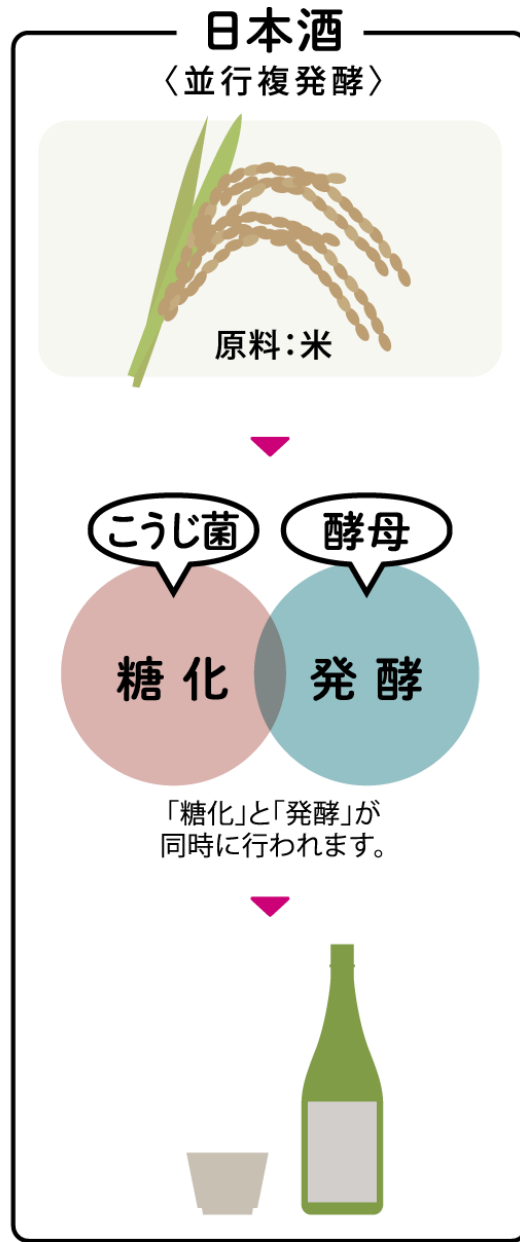 日本酒
〈並行複発酵〉
原料：米
こうじ菌
酵母
糖化
発酵
「糖化」と「発酵」が
同時に行われます。